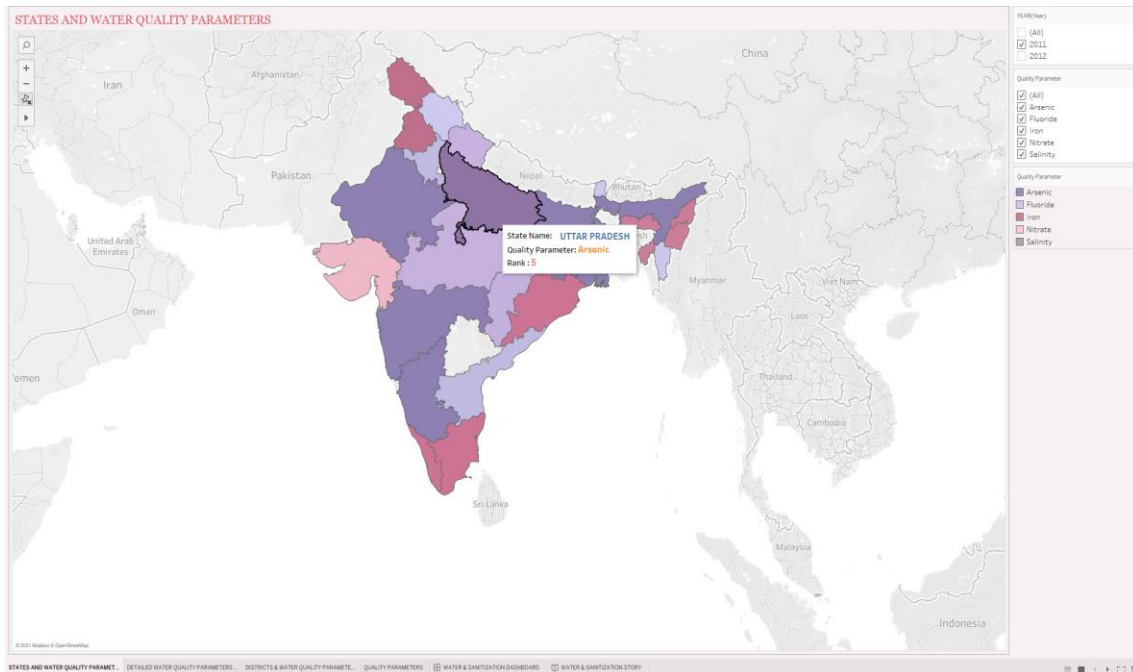 STATES AND WATER QUALITY PARAMETERS
China
Afghanistan
Iran
Pakistan
Nepal
Bhutan
United Arab
Emirates
State Name: UTTAR PRADESH
Quality Parameter: Arsenic
Rank : 5
Myanmar
Viet Nam
Laos
Oman
Thailand
Cambodia
Sri Lanka
Malaysia
Indonesia
© 2021 Mapbox © OpenStreetMap
YEAR(Year)
(All)
2011
2012
Quality Parameter
(All)
Arsenic
Fluoride
Iron
Nitrate
Salinity
Quality Parameter
Arsenic
Fluoride
Iron
Nitrate
Salinity
STATES AND WATER QUALITY PARAMET...
DETAILED WATER QUALITY PARAMETERS ...
DISTRICTS & WATER QUALITY PARAMETE...
QUALITY PARAMETERS
WATER & SANITIZATION DASHBOARD
WATER & SANITIZATION STORY